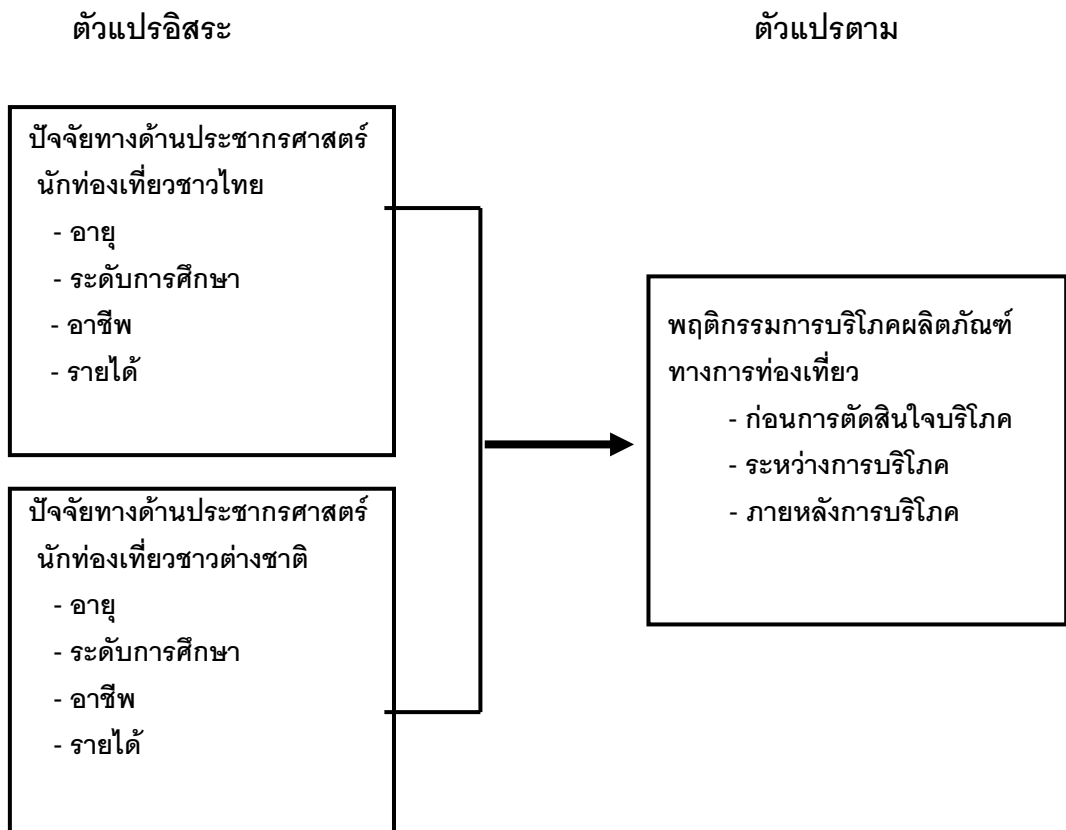 ตัวแปรอิสระ
ตัวแปรตาม
ปัจจัยทางด้านประชากรศาสตร์
นักท่องเที่ยวชาวไทย
- อายุ
- ระดับการศึกษา
- อาชีพ
- รายได้
ปัจจัยทางด้านประชากรศาสตร์
นักท่องเที่ยวชาวต่างชาติ
- อายุ
- ระดับการศึกษา
- อาชีพ
- รายได้
พฤติกรรมการบริโภคผลิตภัณฑ์
ทางการท่องเที่ยว
- ก่อนการตัดสินใจบริโภค
- ระหว่างการบริโภค
- ภายหลังการบริโภค